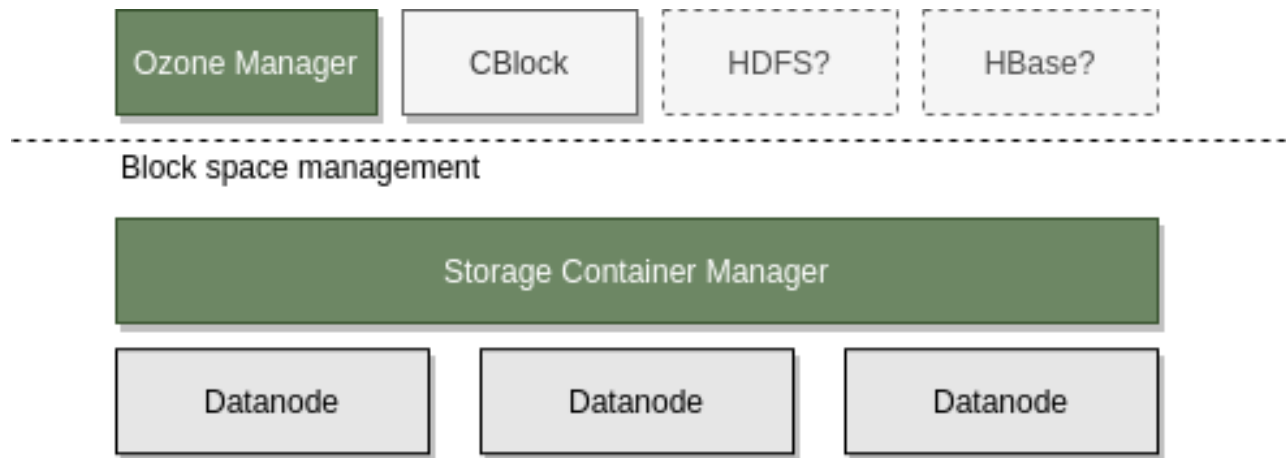 Ozone Manager
CBlock
HDFS?
HBase?
Block space management
Storage Container Manager
Datanode
Datanode
Datanode